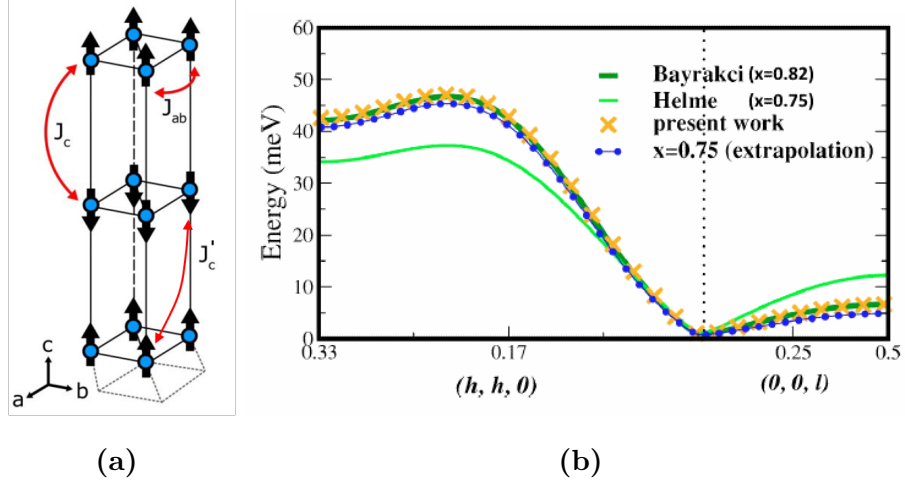 J_c
J_ab
J_c'
c
a
b
(a)
60
50
40
30
20
10
0
Energy (meV)
Bayrakci (x=0.82)
Helme (x=0.75)
present work
x=0.75 (extrapolation)
0.33
0.17
0.25
0.5
(h, h, 0)
(0, 0, l)
(b)